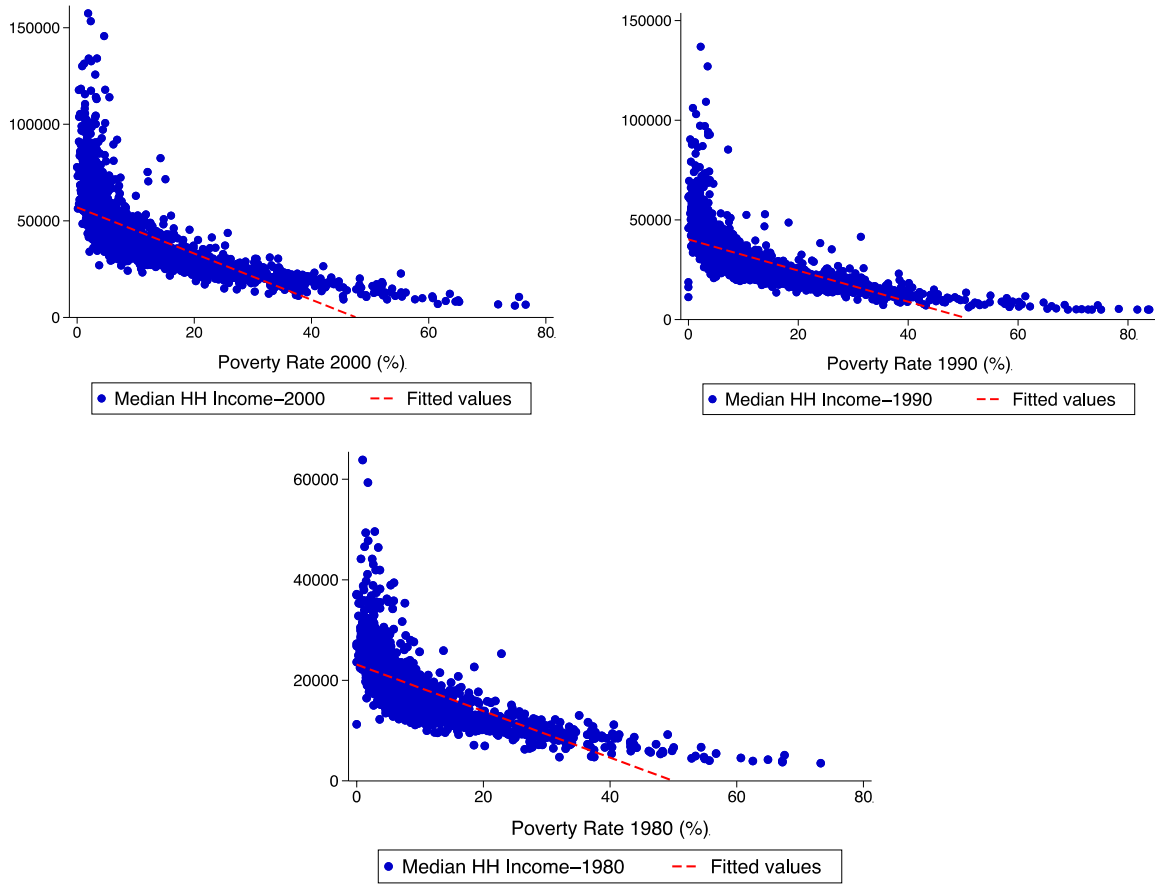 150000
100000
50000
0
0 20 40 60 80
Poverty Rate 2000 (%).
Median HH Income–2000 Fitted values
150000
100000
50000
0
0 20 40 60 80
Poverty Rate 1990 (%).
Median HH Income–1990 Fitted values
60000
40000
20000
0
0 20 40 60 80
Poverty Rate 1980 (%).
Median HH Income–1980 Fitted values